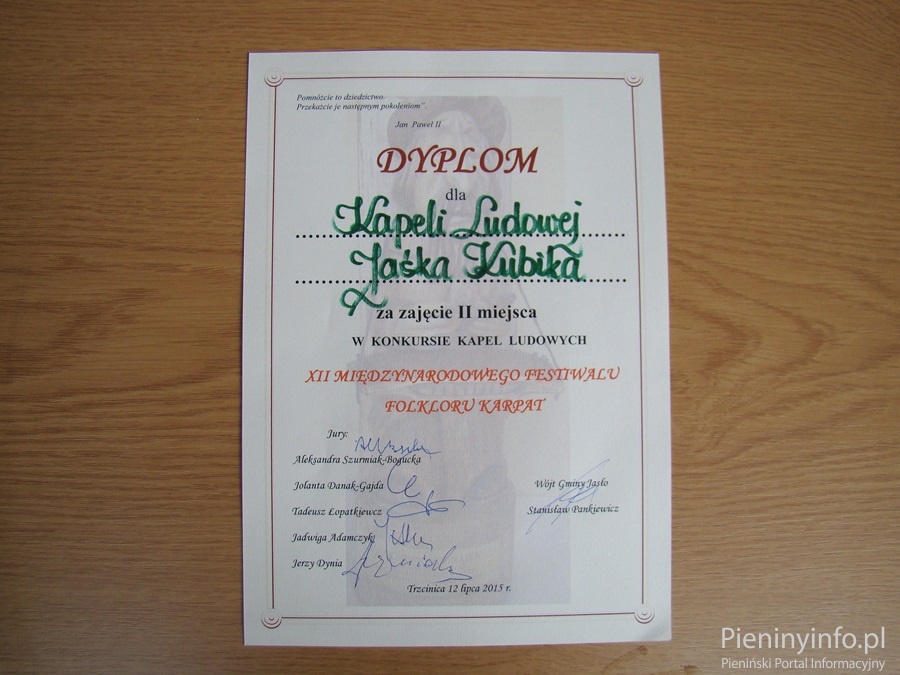 Pomnóżcie to dziedzictwo.
Przekażcie je następnym pokoleniom".
Jan Paweł II
DYPLOM
dla
Kapeli Ludowej
Jaśka Kubika
za zajęcie II miejsca
W KONKURSIE KAPEL LUDOWYCH
XII MIĘDZYNARODOWEGO FESTIWALU
FOLKLORU KARPAT
Jury:
Aleksandra Szurmiak-Bogucka
Jolanta Danak-Gajda
Tadeusz Łopatkiewcz
Jadwiga Adamczyk
Jerzy Dynia
Wójt Gminy Jasło
Stanisław Pankiewicz
Trzcinica 12 lipca 2015 r.
Pieninyinfo.pl
Pieniński Portal Informacyjny